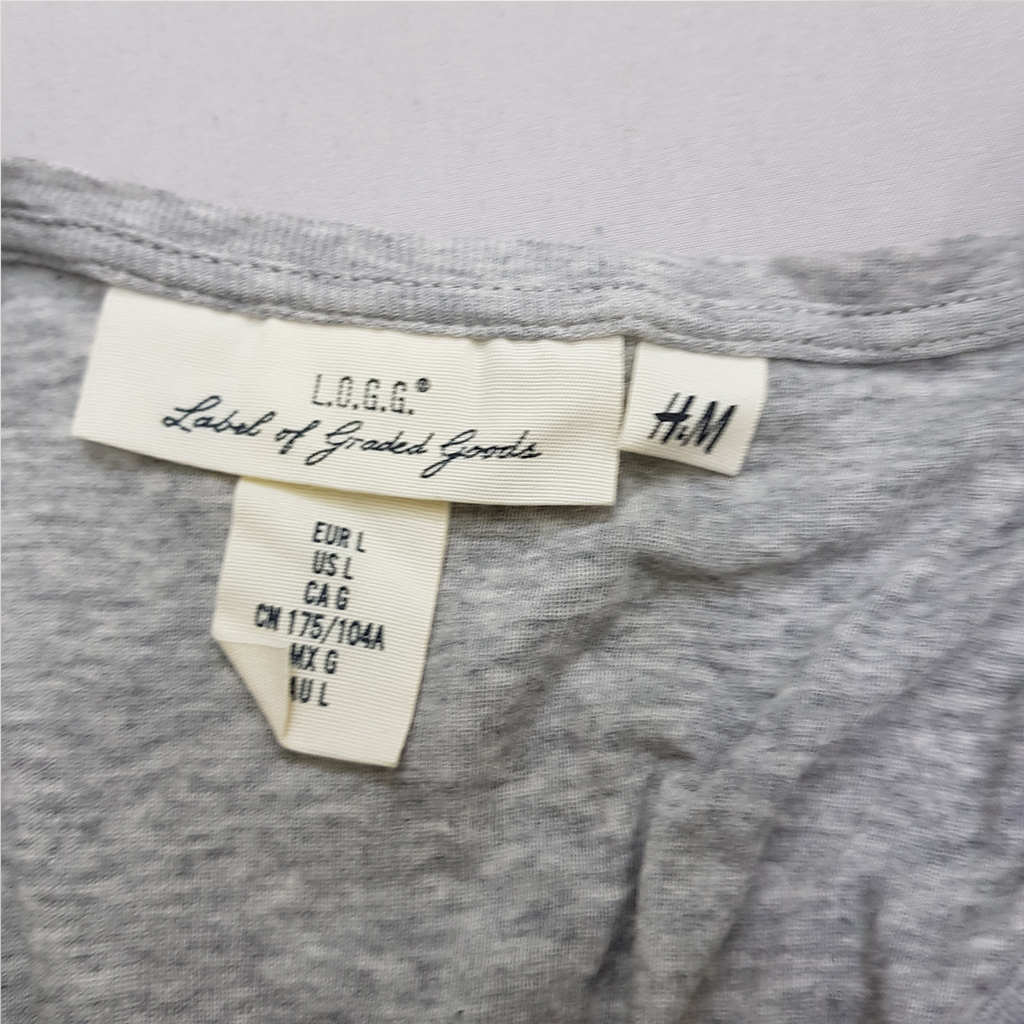 L.O.G.G.®
Label of Graded Goods
H&M
EUR L
US L
CA G
CN 175/104A
MX G
AU L